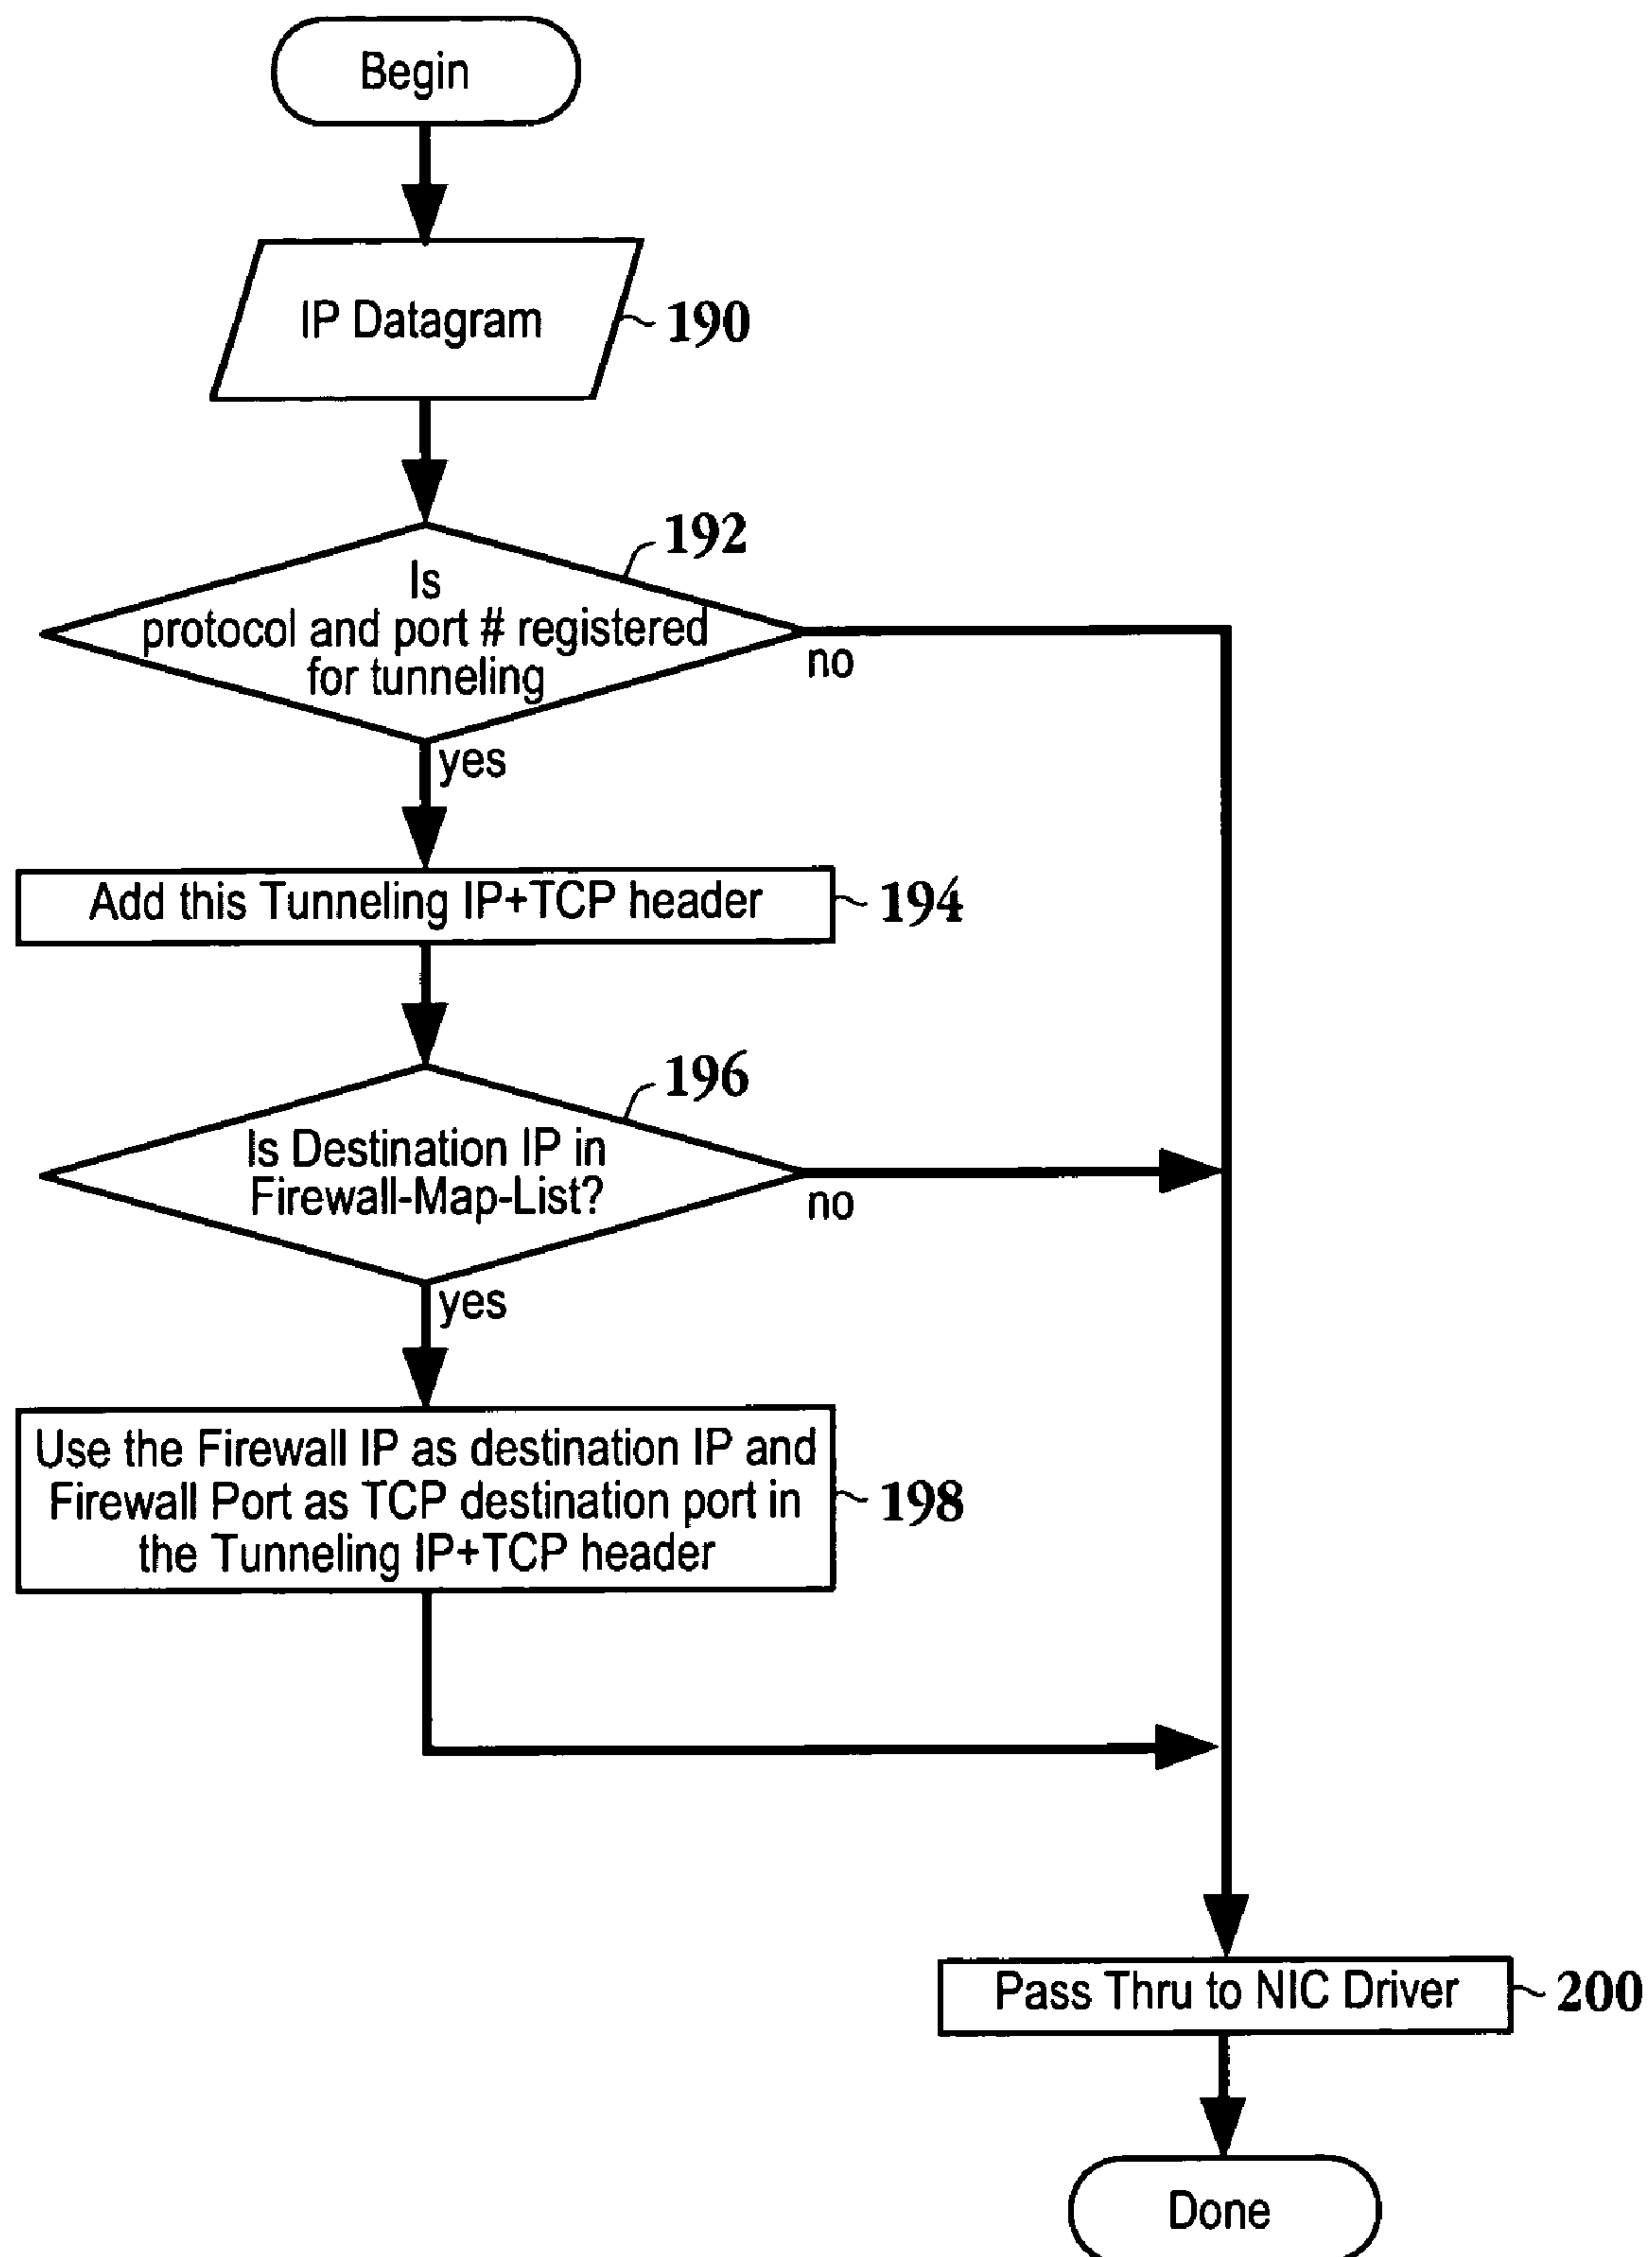 Begin
IP Datagram
190
192
Is
protocol and port # registered
for tunneling
no
yes
Add this Tunneling IP+TCP header
194
196
Is Destination IP in
Firewall-Map-List?
no
yes
Use the Firewall IP as destination IP and
Firewall Port as TCP destination port in
the Tunneling IP+TCP header
198
Pass Thru to NIC Driver
200
Done